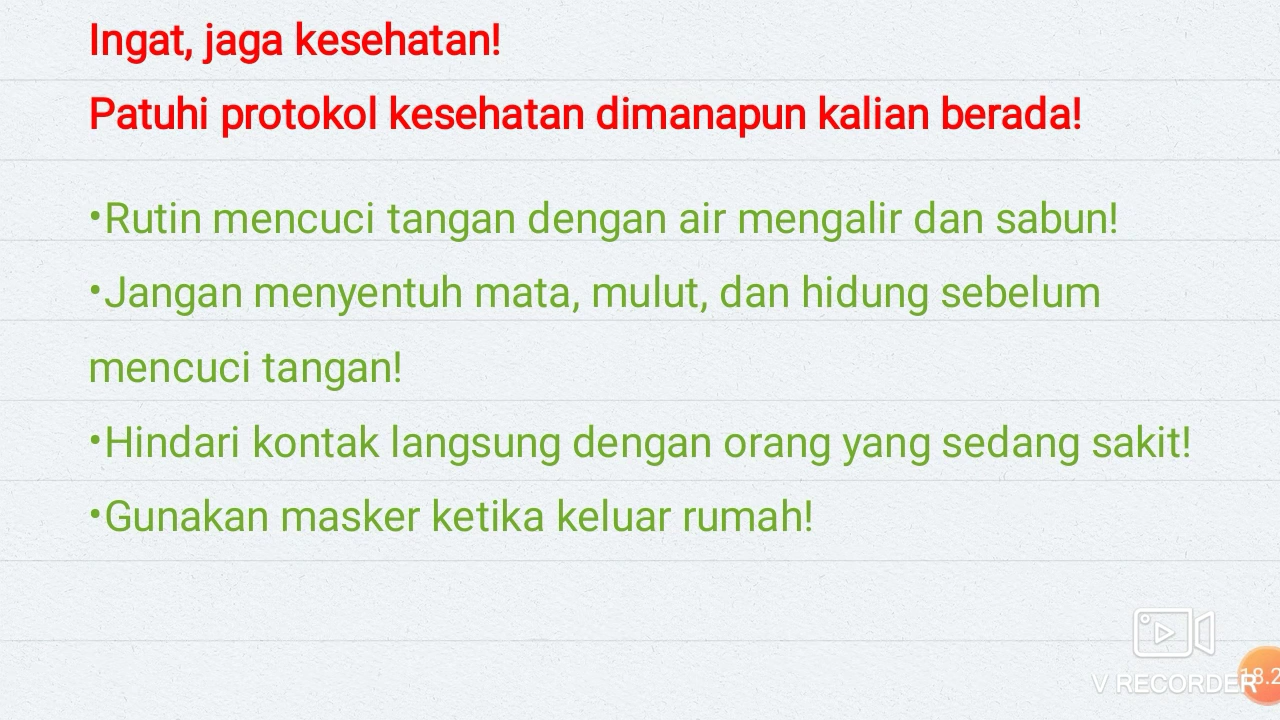 Ingat, jaga kesehatan!
Patuhi protokol kesehatan dimanapun kalian berada!
•Rutin mencuci tangan dengan air mengalir dan sabun!
•Jangan menyentuh mata, mulut, dan hidung sebelum
mencuci tangan!
•Hindari kontak langsung dengan orang yang sedang sakit!
•Gunakan masker ketika keluar rumah!
V RECORDER